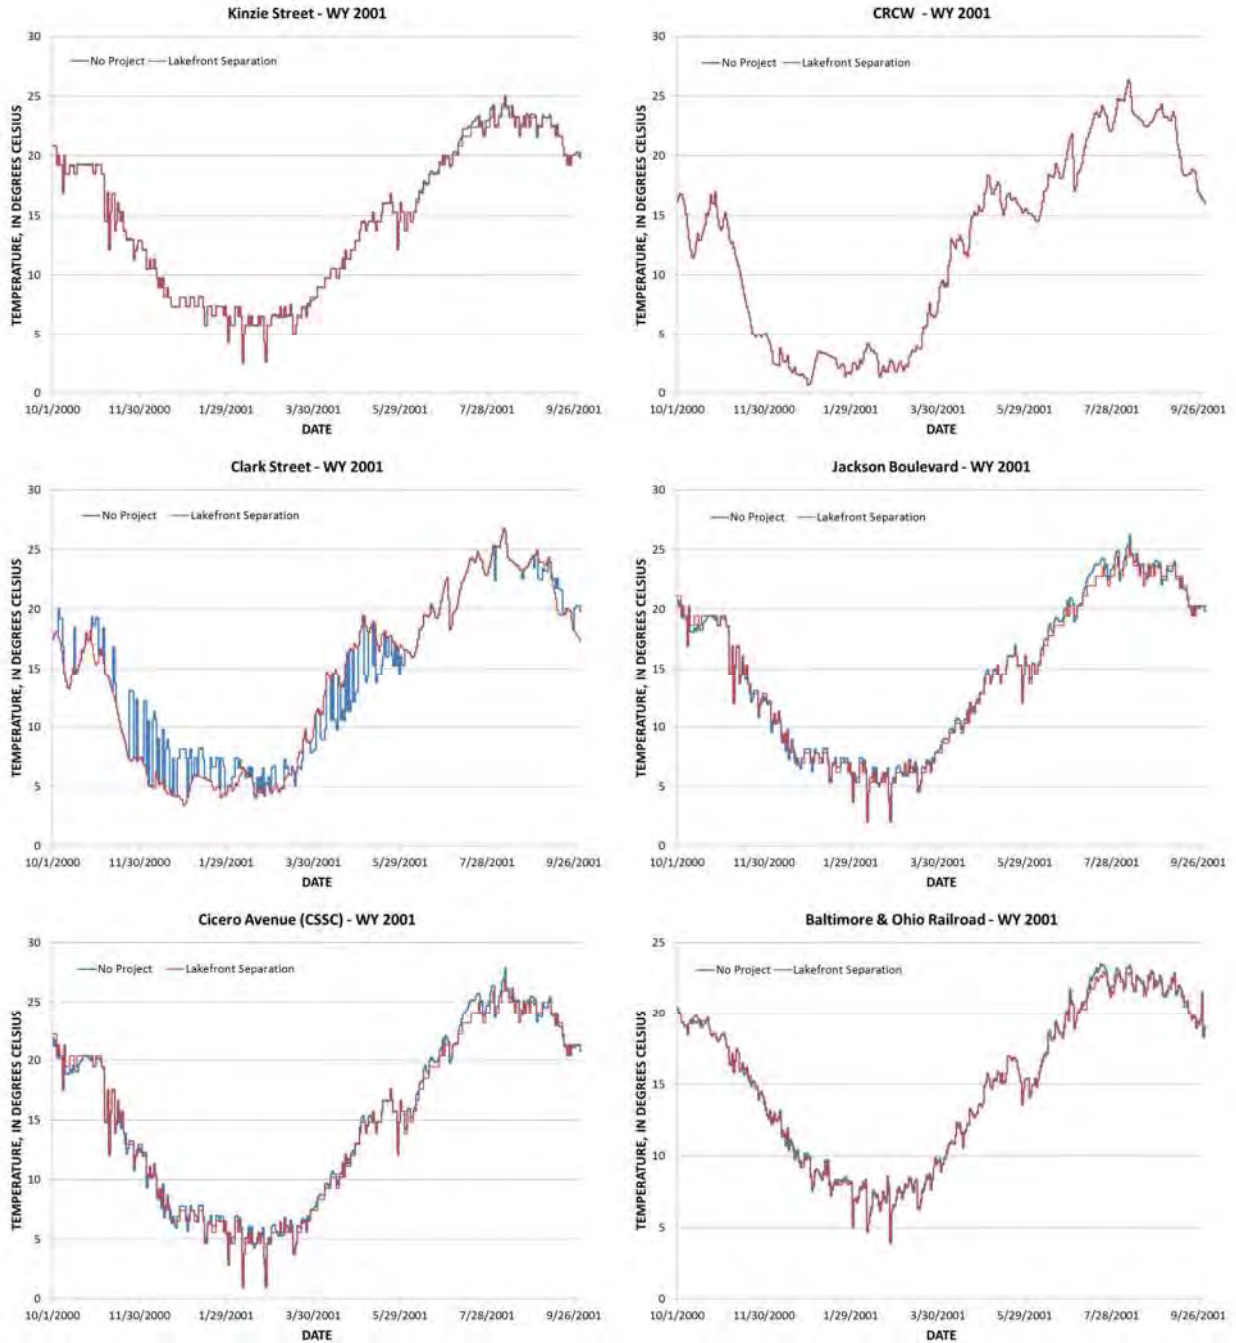 Kinzie Street - WY 2001
TEMPERATURE, IN DEGREES CELSIUS
30
25
20
15
10
5
0
No Project Lakefront Separation
10/1/2000 11/30/2000 1/29/2001 3/30/2001 5/29/2001 7/28/2001 9/26/2001
DATE
CRCW - WY 2001
TEMPERATURE, IN DEGREES CELSIUS
30
25
20
15
10
5
0
No Project Lakefront Separation
10/1/2000 11/30/2000 1/29/2001 3/30/2001 5/29/2001 7/28/2001 9/26/2001
DATE
Clark Street - WY 2001
TEMPERATURE, IN DEGREES CELSIUS
30
25
20
15
10
5
0
No Project Lakefront Separation
10/1/2000 11/30/2000 1/29/2001 3/30/2001 5/29/2001 7/28/2001 9/26/2001
DATE
Jackson Boulevard - WY 2001
TEMPERATURE, IN DEGREES CELSIUS
30
25
20
15
10
5
0
No Project Lakefront Separation
10/1/2000 11/30/2000 1/29/2001 3/30/2001 5/29/2001 7/28/2001 9/26/2001
DATE
Cicero Avenue (CSSC) - WY 2001
TEMPERATURE, IN DEGREES CELSIUS
30
25
20
15
10
5
0
No Project Lakefront Separation
10/1/2000 11/30/2000 1/29/2001 3/30/2001 5/29/2001 7/28/2001 9/26/2001
DATE
Baltimore & Ohio Railroad - WY 2001
TEMPERATURE, IN DEGREES CELSIUS
25
20
15
10
5
0
No Project Lakefront Separation
10/1/2000 11/30/2000 1/29/2001 3/30/2001 5/29/2001 7/28/2001 9/26/2001
DATE